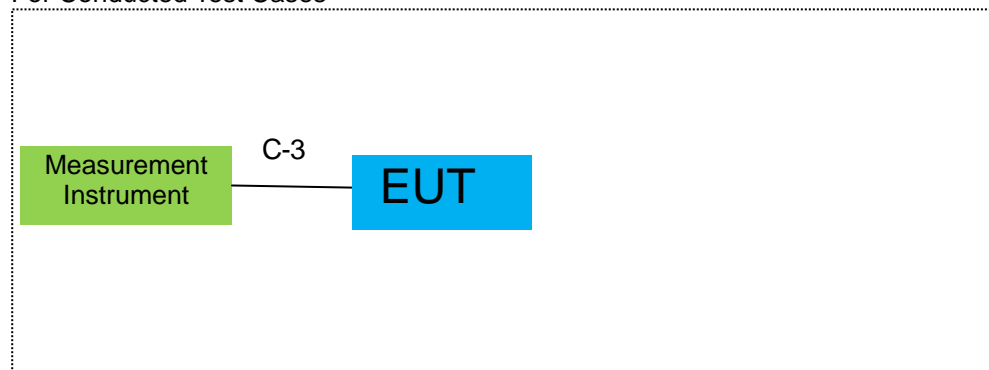 For Conducted Test Cases
C-3
Measurement
Instrument
EUT